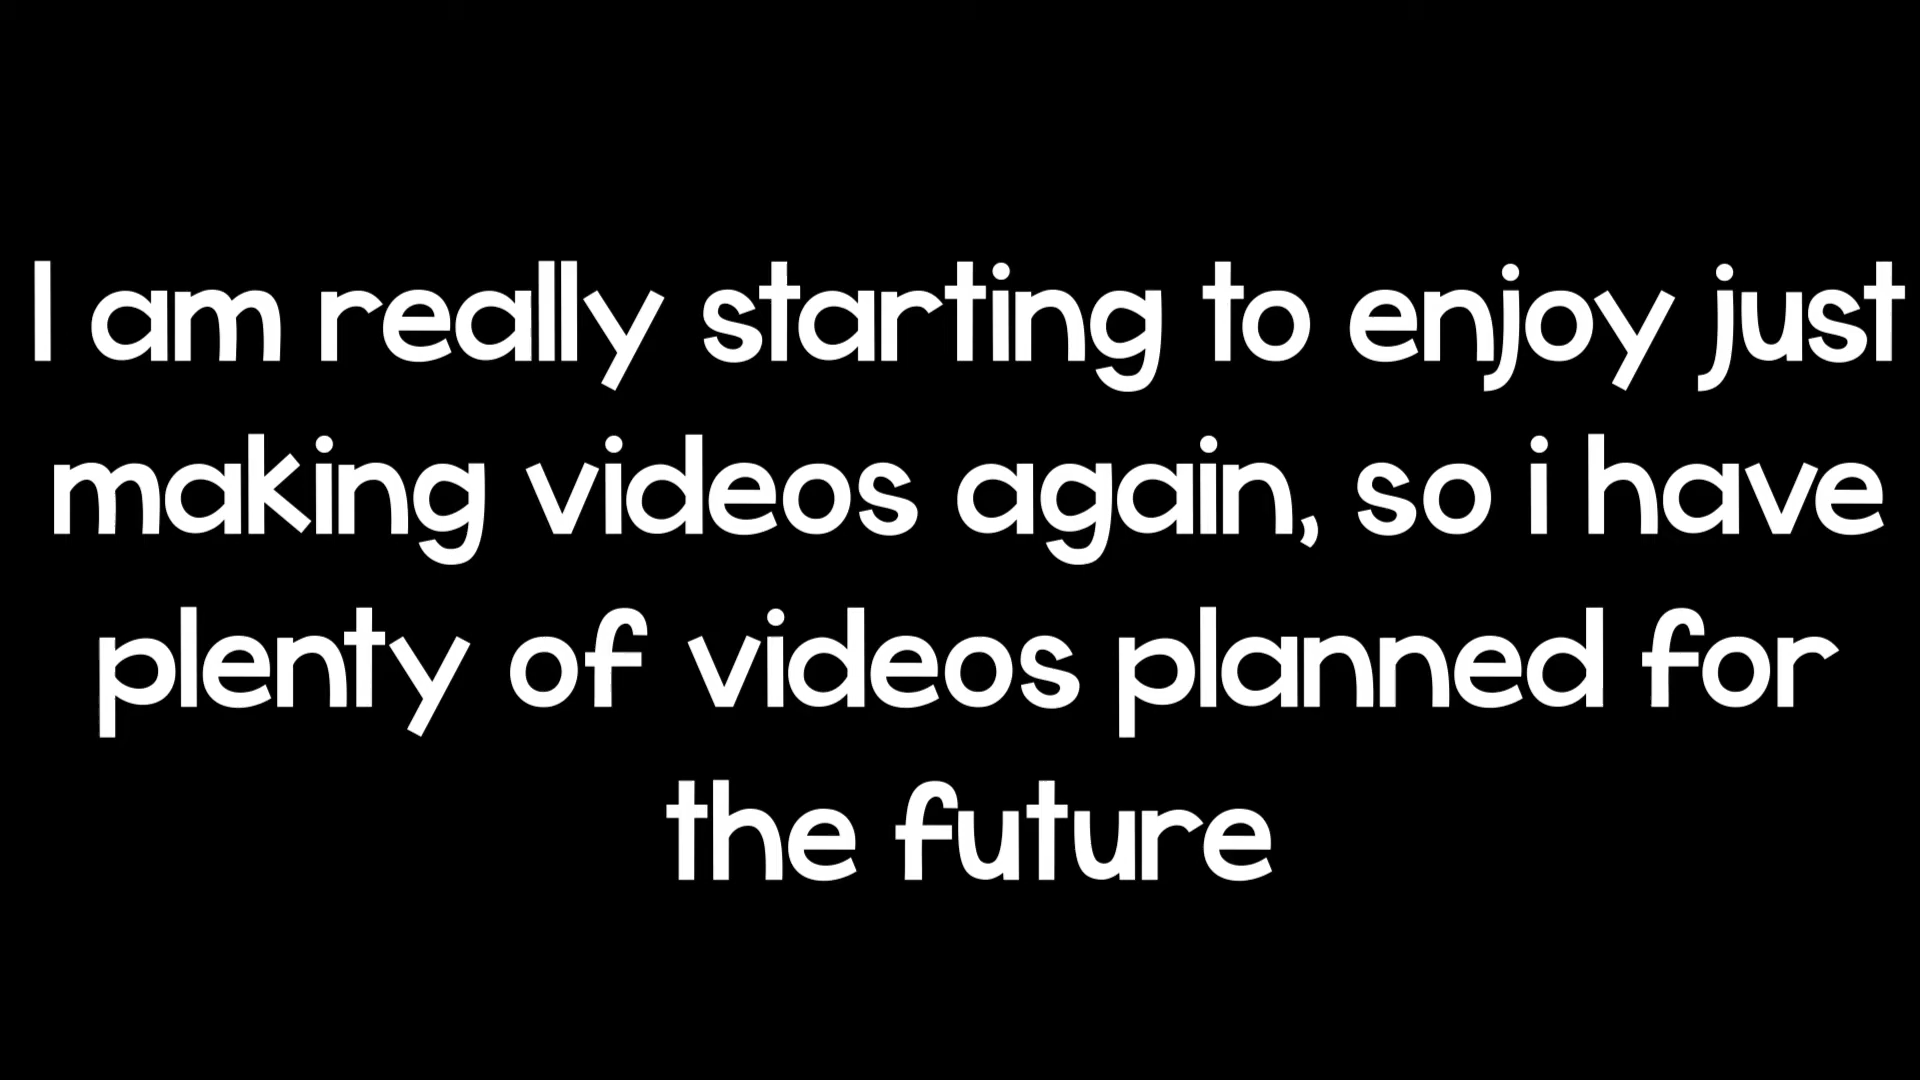 I am really starting to enjoy just
making videos again, so i have
plenty of videos planned for
the future